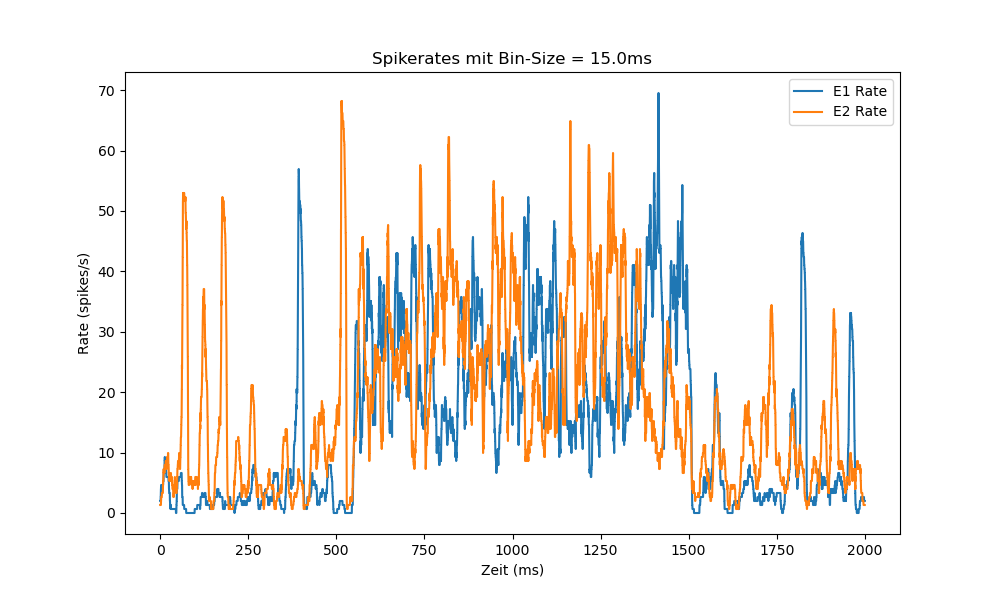 Spikerates mit Bin-Size = 15.0ms
E1 Rate
E2 Rate
Rate (spikes/s)
70
60
50
40
30
20
10
0
0 250 500 750 1000 1250 1500 1750 2000
Zeit (ms)